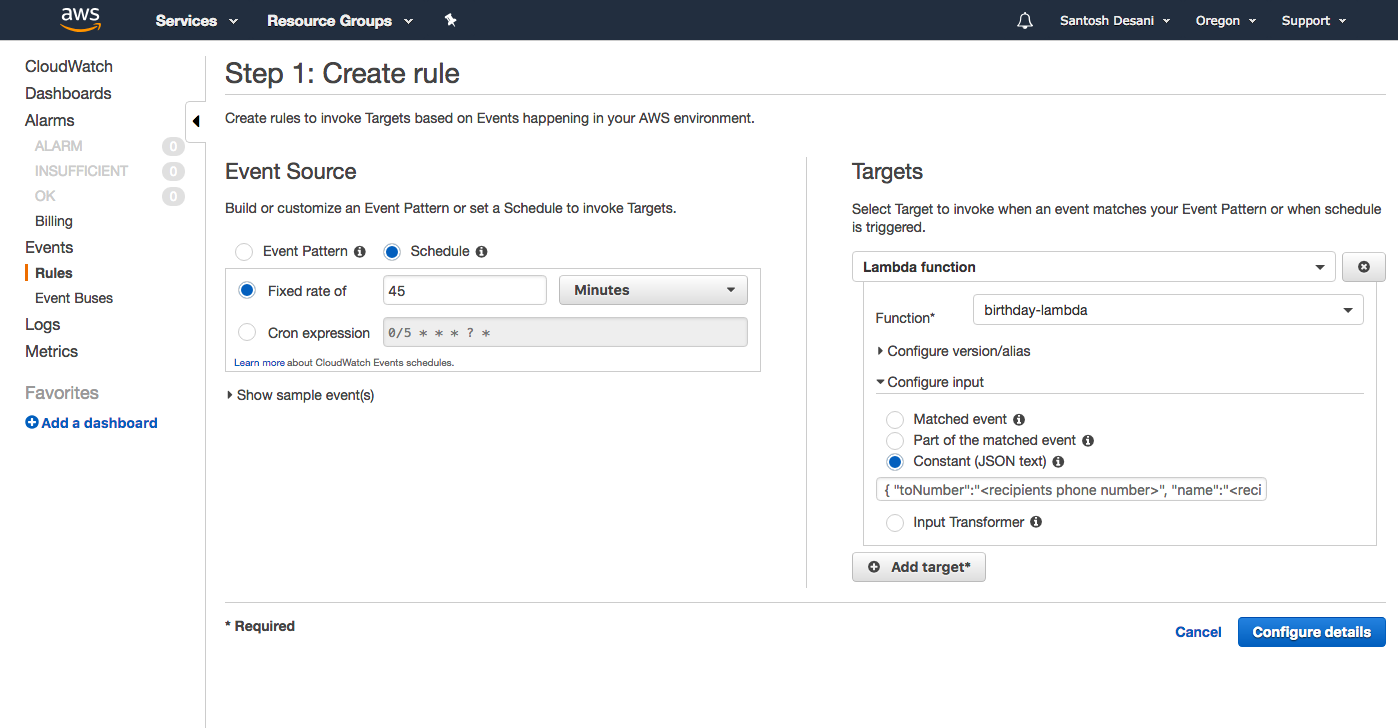 aws Services Resource Groups Santosh Desani Oregon Support
CloudWatch
Dashboards
Alarms
ALARM 0
INSUFFICIENT 0
OK 0
Billing
Events
Rules
Event Buses
Logs
Metrics
Favorites
Add a dashboard
Step 1: Create rule
Create rules to invoke Targets based on Events happening in your AWS environment.
Event Source
Build or customize an Event Pattern or set a Schedule to invoke Targets.
Event Pattern Schedule
Fixed rate of 45 Minutes
Cron expression 0/5 * * * ? *
Learn more about CloudWatch Events schedules.
Show sample event(s)
Targets
Select Target to invoke when an event matches your Event Pattern or when schedule
is triggered.
Lambda function
Function* birthday-lambda
Configure version/alias
Configure input
Matched event
Part of the matched event
Constant (JSON text)
{ "toNumber":"<recipients phone number>", "name":"<reci
Input Transformer
Add target*
* Required
Cancel Configure details